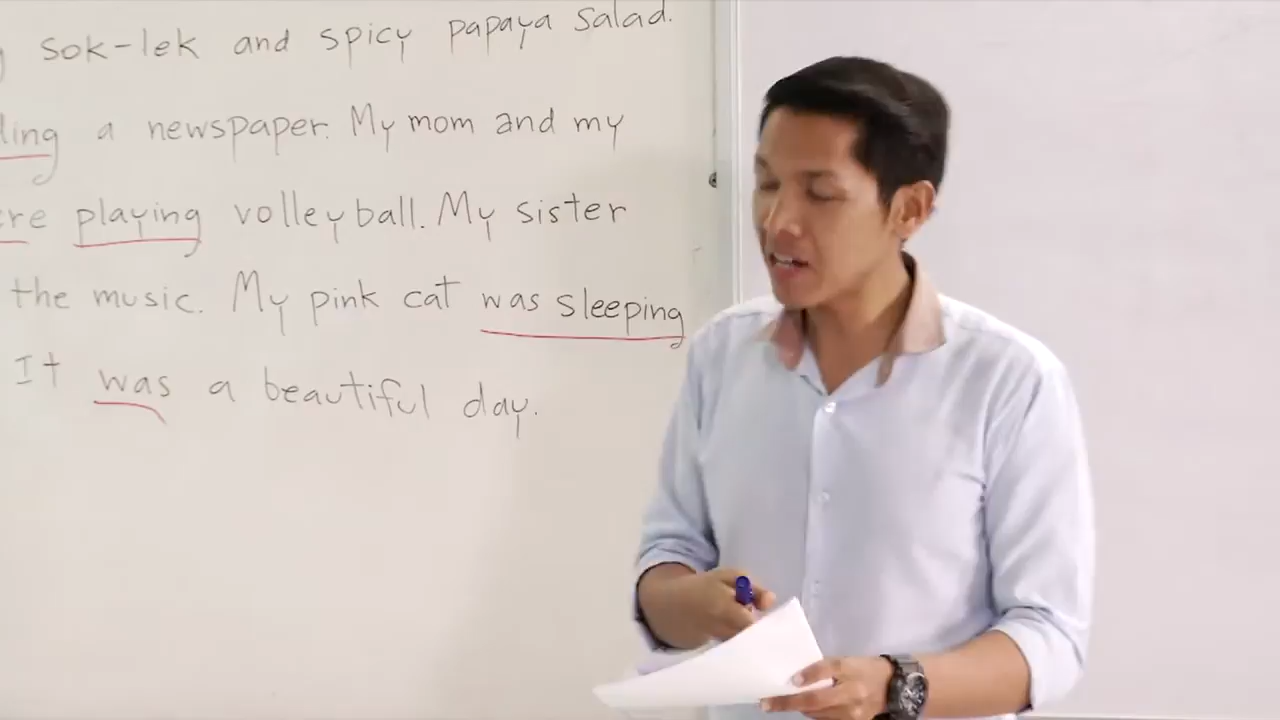 sok-lek and spicy papaya salad.
a newspaper. My mom and my
playing volleyball. My sister
the music. My pink cat was sleeping
It was a beautiful day.